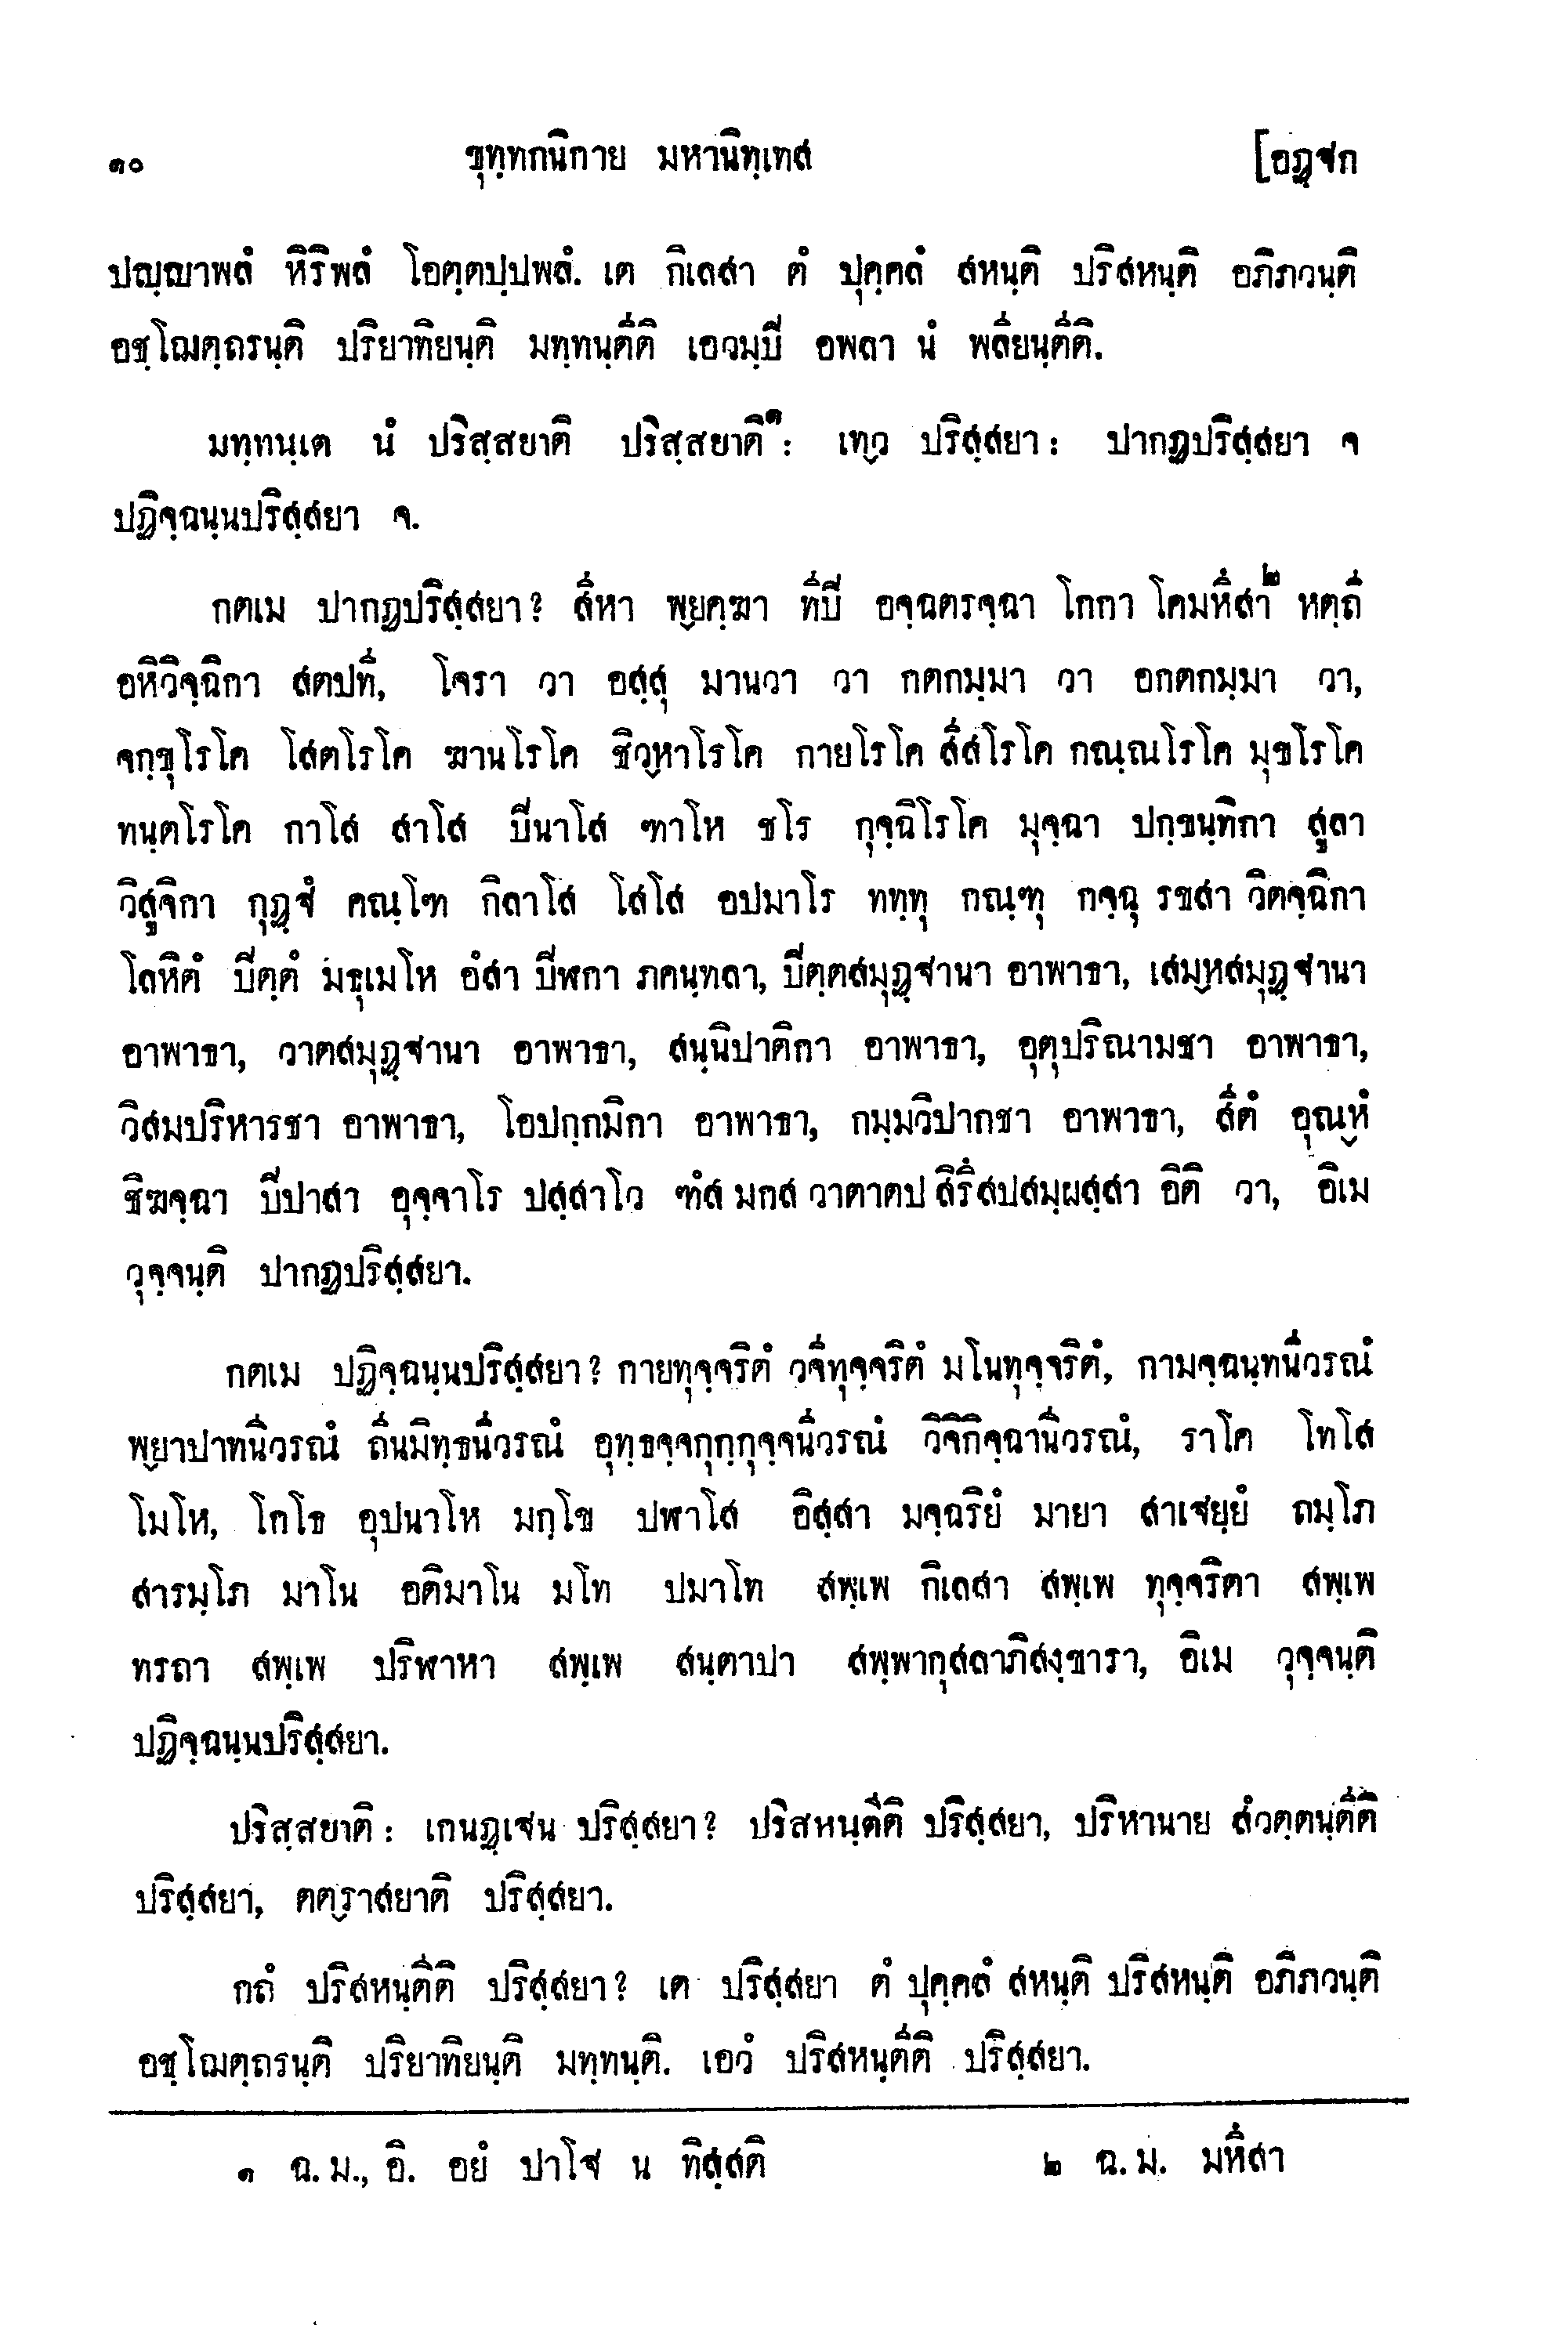 ๑๐ ขุทฺทกนิกาย มหานิทฺเทส [อฏฺฐก
ปญฺญาพลํ หิริพลํ โอตฺตปฺปพลํ. เต กิเลสา ตํ ปุคฺคลํ สหนฺติ ปริสหนฺติ อภิภวนฺติ
อชฺโฌตฺถรนฺติ ปริยาทิยนฺติ มทฺทนฺตีติ เอวมฺปิ อพลา นํ พลียนฺตีติ.
มทฺทนฺเต นํ ปริสฺสยาติ ปริสฺสยาติ๑: เทฺว ปริสฺสยา: ปากฏปริสฺสยา จ
ปฏิจฺฉนฺนปริสฺสยา จ.
กตเม ปากฏปริสฺสยา? สีหา พฺยคฺฆา ทีปี อจฺฉตรจฺฉา โกกา โคมหึสา๒ หตฺถี
อหิวิจฺฉิกา สตปที, โจรา วา อสฺสุ มานวา วา กตกมฺมา วา อกตกมฺมา วา,
จกฺขุโรโค โสตโรโค ฆานโรโค ชิวฺหาโรโค กายโรโค สีสโรโค กณฺณโรโค มุขโรโค
ทนฺตโรโค กาโส สาโส ปินาโส ฑาโห ชโร กุจฺฉิโรโค มุจฺฉา ปกฺขนฺทิกา สูลา
วิสูจิกา กุฏฺฐํ คณฺโฑ กิลาโส โสโส อปมาโร ททฺทุ กณฺฑุ กจฺฉุ รขสา วิตจฺฉิกา
โลหิตํ ปิตฺตํ มธุเมโห อํสา ปิฬกา ภคนฺทลา, ปิตฺตสมุฏฺฐานา อาพาธา, เสมฺหสมุฏฺฐานา
อาพาธา, วาตสมุฏฺฐานา อาพาธา, สนฺนิปาติกา อาพาธา, อุตุปริณามชา อาพาธา,
วิสมปริหารชา อาพาธา, โอปกฺกมิกา อาพาธา, กมฺมวิปากชา อาพาธา, สีตํ อุณฺหํ
ชิฆจฺฉา ปิปาสา อุจฺจาโร ปสฺสาโว ฑํส มกส วาตาตป สิรึสปสมฺผสฺสา อิติ วา, อิเม
วุจฺจนฺติ ปากฏปริสฺสยา.
กตเม ปฏิจฺฉนฺนปริสฺสยา? กายทุจฺจริตํ วจีทุจฺจริตํ มโนทุจฺจริตํ, กามจฺฉนฺทนีวรณํ
พฺยาปาทนีวรณํ ถีนมิทฺธนีวรณํ อุทฺธจฺจกุกฺกุจฺจนีวรณํ วิจิกิจฺฉานีวรณํ, ราโค โทโส
โมโห, โกโธ อุปนาโห มกฺโข ปฬาโส อิสฺสา มจฺฉริยํ มายา สาเฐยฺยํ ถมฺโภ
สารมฺโภ มาโน อติมาโน มโท ปมาโท สพฺเพ กิเลสา สพฺเพ ทุจฺจริตา สพฺเพ
ทรถา สพฺเพ ปริฬาหา สพฺเพ สนฺตาปา สพฺพากุสลาภิสงฺขารา, อิเม วุจฺจนฺติ
ปฏิจฺฉนฺนปริสฺสยา.
ปริสฺสยาติ: เกนฏฺเฐน ปริสฺสยา? ปริสหนฺตีติ ปริสฺสยา, ปริหานาย สํวตฺตนฺตีติ
ปริสฺสยา, ตตฺราสยาติ ปริสฺสยา.
กถํ ปริสหนฺตีติ ปริสฺสยา? เต ปริสฺสยา ตํ ปุคฺคลํ สหนฺติ ปริสหนฺติ อภิภวนฺติ
อชฺโฌตฺถรนฺติ ปริยาทิยนฺติ มทฺทนฺติ. เอวํ ปริสหนฺตีติ ปริสฺสยา.
๑ ฉ. ม., อิ. อยํ ปาโฐ น ทิสฺสติ ๒ ฉ. ม. มหึสา